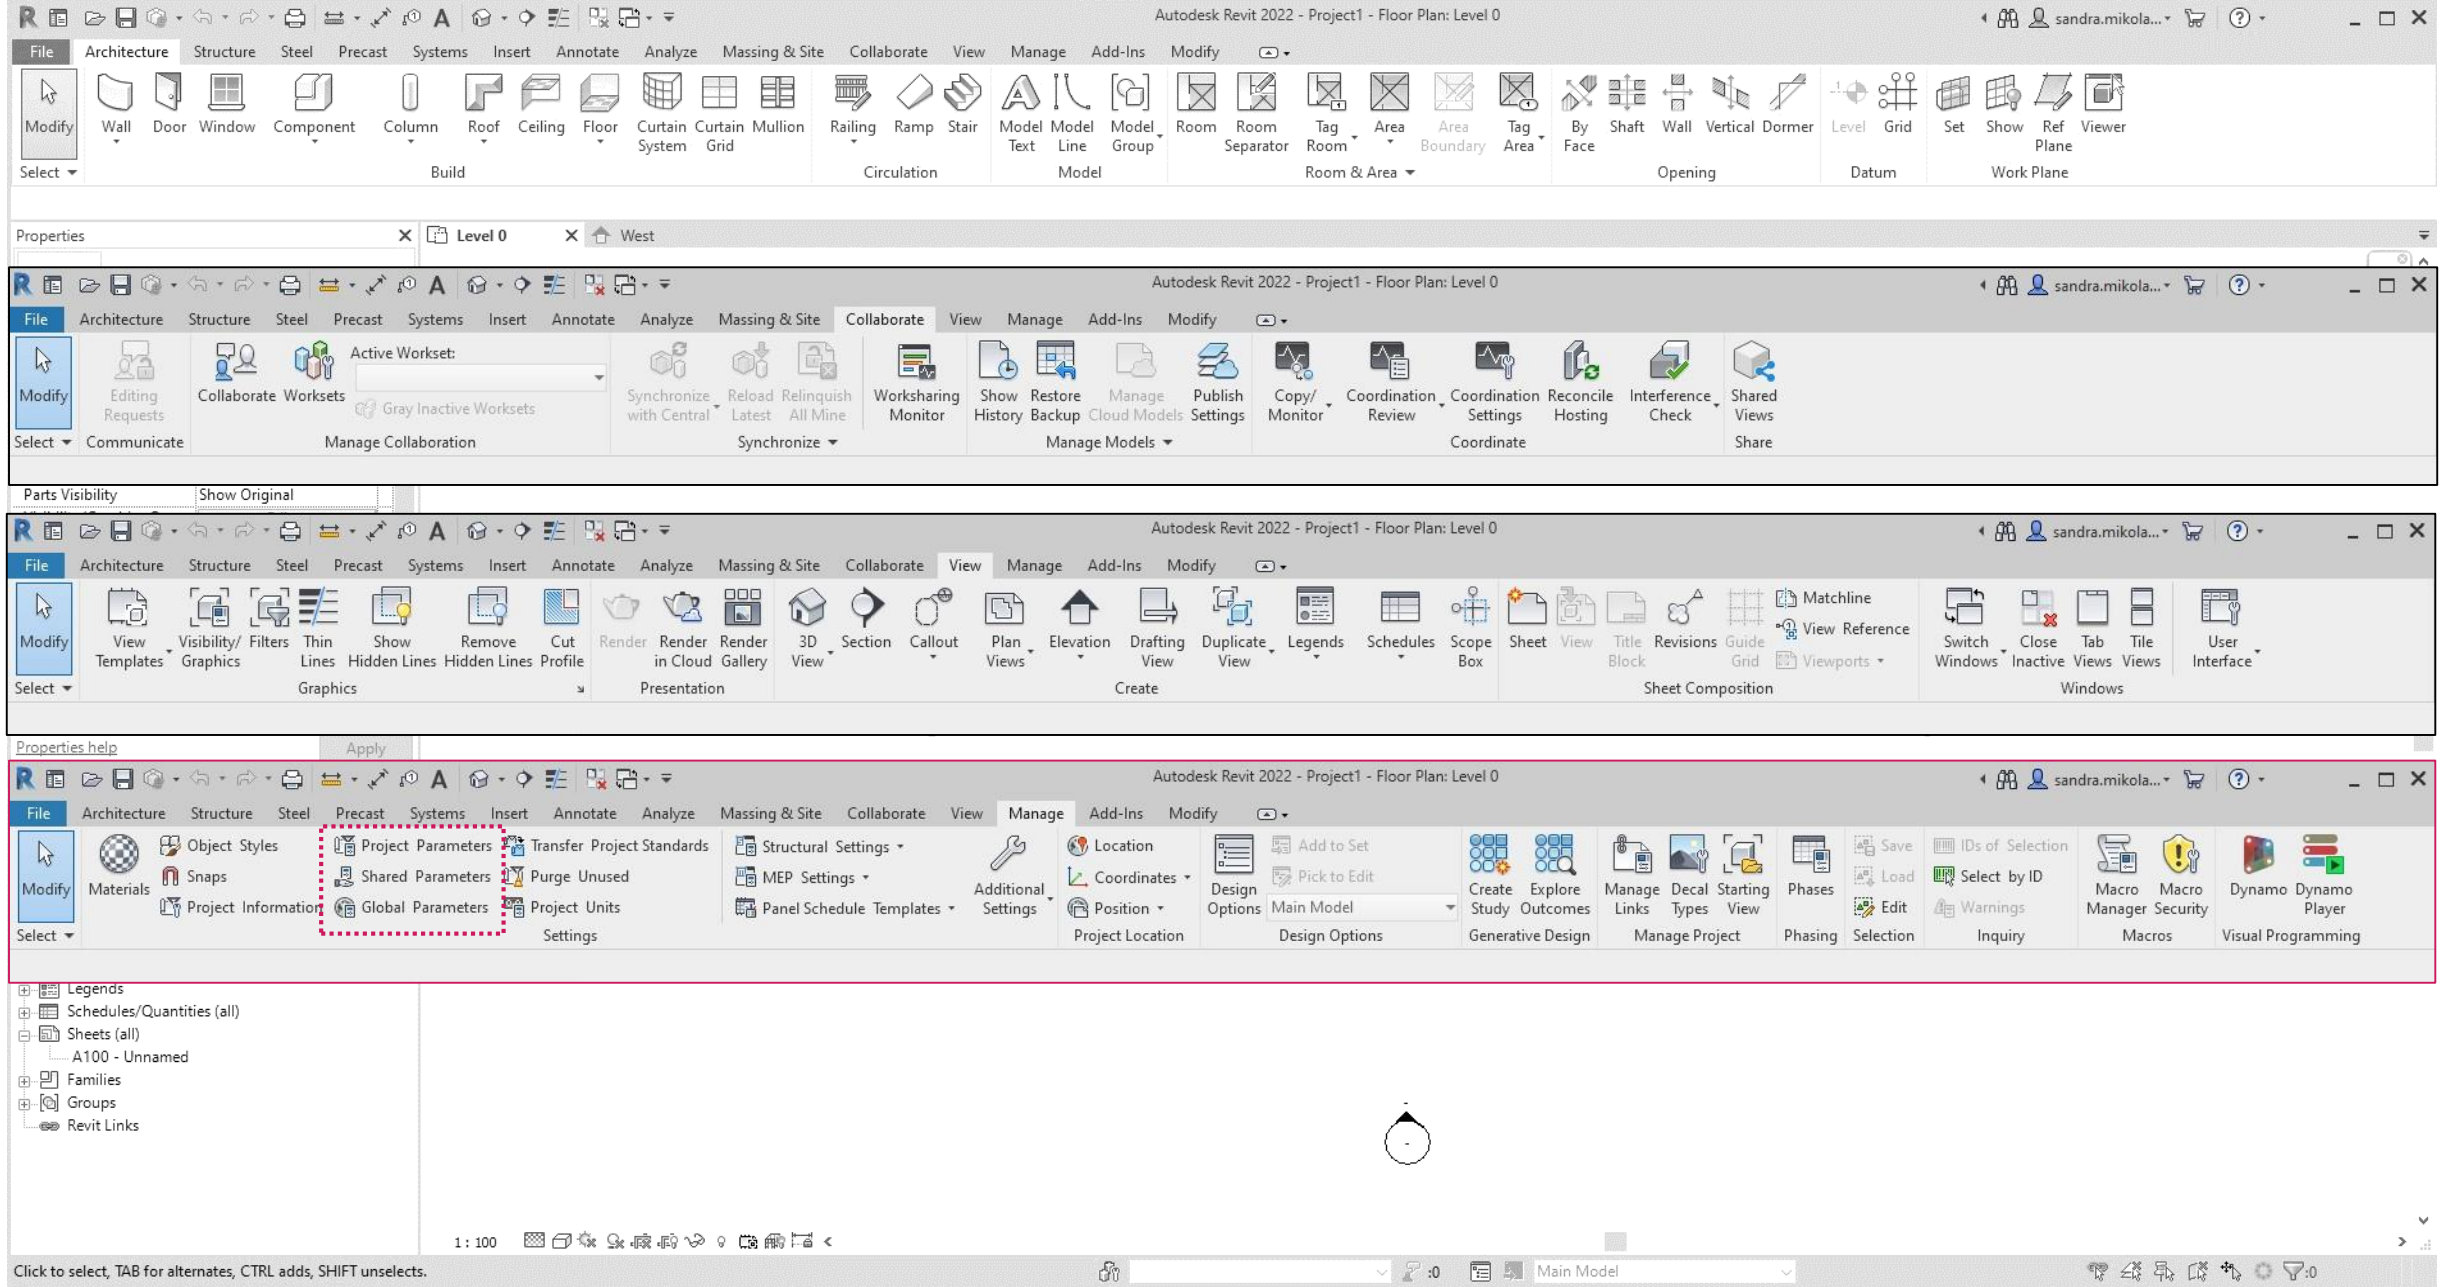 Autodesk Revit 2022 - Project1 - Floor Plan: Level 0 sandra.mikola...
File Architecture Structure Steel Precast Systems Insert Annotate Analyze Massing & Site Collaborate View Manage Add-Ins Modify
Modify Wall Door Window Component Column Roof Ceiling Floor Curtain System Curtain Grid Mullion Railing Ramp Stair Model Text Model Line Model Group Room Room Separator Tag Room Area Area Boundary Tag Area By Face Shaft Wall Vertical Dormer Level Grid Set Show Ref Plane Viewer
Select Build Circulation Model Room & Area Opening Datum Work Plane
Properties Level 0 West
Autodesk Revit 2022 - Project1 - Floor Plan: Level 0 sandra.mikola...
File Architecture Structure Steel Precast Systems Insert Annotate Analyze Massing & Site Collaborate View Manage Add-Ins Modify
Modify Editing Requests Collaborate Worksets Active Workset: Gray Inactive Worksets Synchronize with Central Reload Latest Relinquish All Mine Worksharing Monitor Show History Restore Backup Manage Cloud Models Publish Settings Copy/ Monitor Coordination Review Coordination Settings Reconcile Hosting Interference Check Shared Views
Select Communicate Manage Collaboration Synchronize Manage Models Coordinate Share
Parts Visibility Show Original
Autodesk Revit 2022 - Project1 - Floor Plan: Level 0 sandra.mikola...
File Architecture Structure Steel Precast Systems Insert Annotate Analyze Massing & Site Collaborate View Manage Add-Ins Modify
Modify View Templates Visibility/ Graphics Filters Thin Lines Show Hidden Lines Remove Hidden Lines Cut Profile Render Render in Cloud Render Gallery 3D View Section Callout Plan Views Elevation Drafting View Duplicate View Legends Schedules Scope Box Sheet View Title Block Revisions Guide Grid Matchline View Reference Viewports Switch Windows Close Inactive Tab Views Tile Views User Interface
Select Graphics Presentation Create Sheet Composition Windows
Properties help Apply
Autodesk Revit 2022 - Project1 - Floor Plan: Level 0 sandra.mikola...
File Architecture Structure Steel Precast Systems Insert Annotate Analyze Massing & Site Collaborate View Manage Add-Ins Modify
Modify Materials Object Styles Snaps Project Information Project Parameters Shared Parameters Global Parameters Transfer Project Standards Purge Unused Project Units Structural Settings MEP Settings Panel Schedule Templates Additional Settings Location Coordinates Position Design Options Add to Set Pick to Edit Main Model Create Study Explore Outcomes Manage Links Decal Types Starting View Phases Save Load Edit IDs of Selection Select by ID Warnings Macro Manager Macro Security Dynamo Dynamo Player
Select Settings Project Location Design Options Generative Design Manage Project Phasing Selection Inquiry Macros Visual Programming
Legends
Schedules/Quantities (all)
Sheets (all)
A100 - Unnamed
Families
Groups
Revit Links
1 : 100
Click to select, TAB for alternates, CTRL adds, SHIFT unselects. :0 Main Model :0